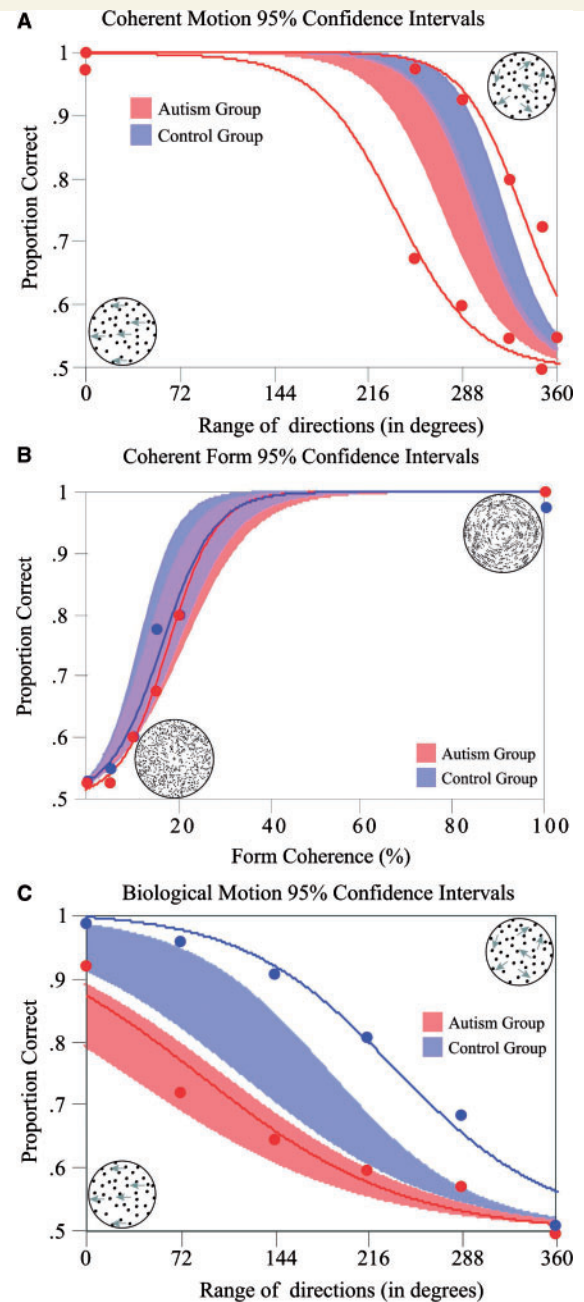 A
Coherent Motion 95% Confidence Intervals
1
.9
.8
.7
.6
.5
Proportion Correct
Autism Group
Control Group
0 72 144 216 288 360
Range of directions (in degrees)
B
Coherent Form 95% Confidence Intervals
1
.9
.8
.7
.6
.5
Proportion Correct
Autism Group
Control Group
20 40 60 80 100
Form Coherence (%)
C
Biological Motion 95% Confidence Intervals
1
.9
.8
.7
.6
.5
Proportion Correct
Autism Group
Control Group
0 72 144 216 288 360
Range of directions (in degrees)